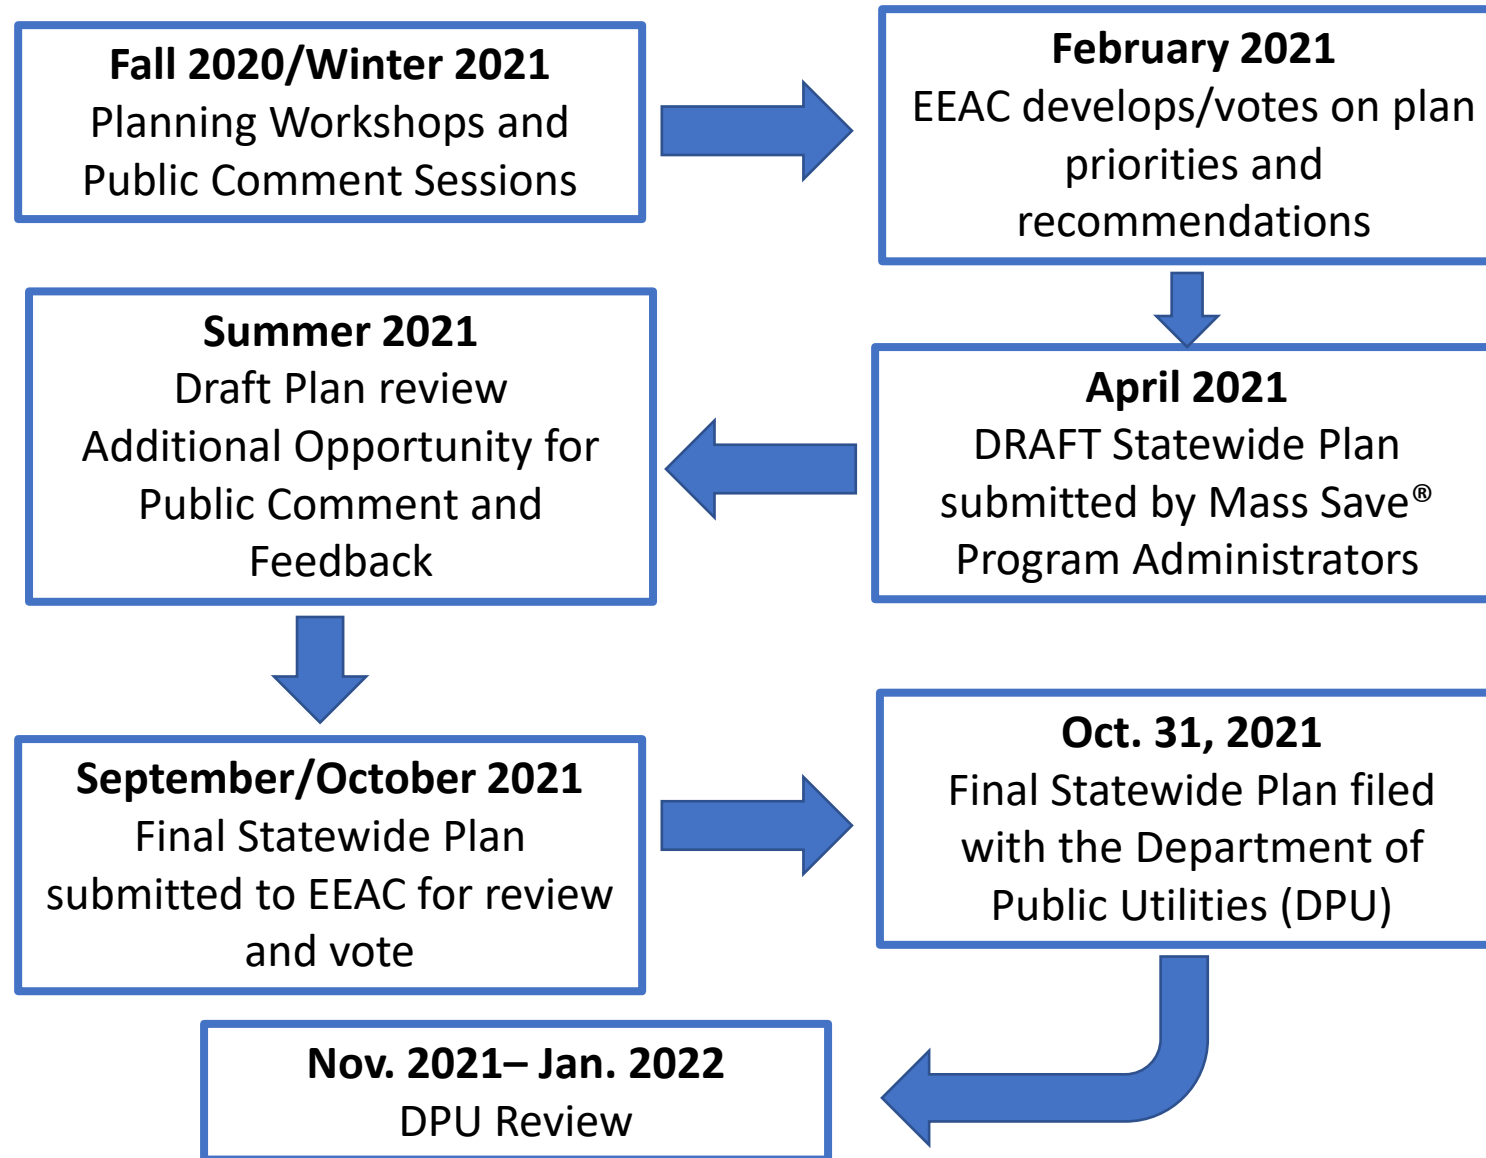 Fall 2020/Winter 2021
Planning Workshops and
Public Comment Sessions
February 2021
EEAC develops/votes on plan
priorities and
recommendations
April 2021
DRAFT Statewide Plan
submitted by Mass Save®
Program Administrators
Summer 2021
Draft Plan review
Additional Opportunity for
Public Comment and
Feedback
September/October 2021
Final Statewide Plan
submitted to EEAC for review
and vote
Oct. 31, 2021
Final Statewide Plan filed
with the Department of
Public Utilities (DPU)
Nov. 2021– Jan. 2022
DPU Review